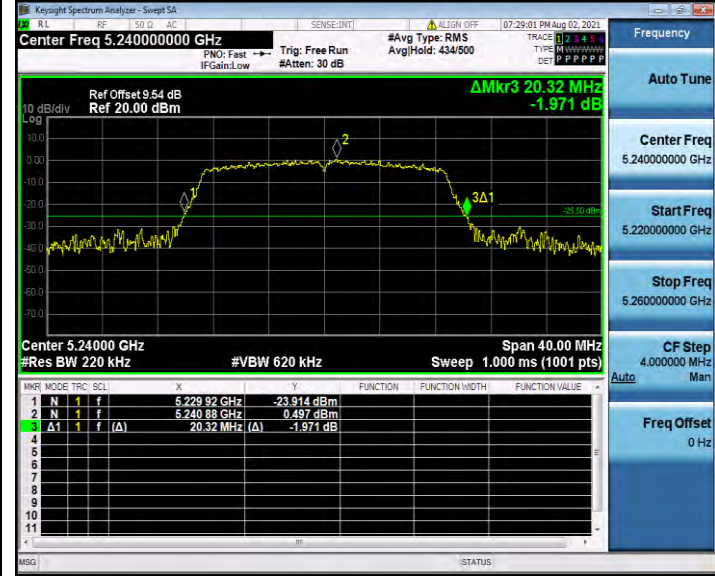 Keysight Spectrum Analyzer - Swept SA
RL RF 50 Ω AC SENSE:INT ALIGN OFF 07:29:01 PM Aug 02, 2021
Center Freq 5.240000000 GHz
PNO: Fast
IFGain:Low
Trig: Free Run
#Atten: 30 dB
#Avg Type: RMS
Avg|Hold: 434/500
TRACE 1 2 3 4 5 6
TYPE M W W W W W
DET P P P P P P
Frequency
ΔMkr3 20.32 MHz
-1.971 dB
Ref Offset 9.54 dB
10 dB/div Ref 20.00 dBm
Log
10.0
0.00
-10.0
-20.0
-30.0
-40.0
-50.0
-60.0
-70.0
1
2
3Δ1
-25.50 dBm
Center 5.24000 GHz Span 40.00 MHz
#Res BW 220 kHz #VBW 620 kHz Sweep 1.000 ms (1001 pts)
MKR MODE TRC SCL X Y FUNCTION FUNCTION WIDTH FUNCTION VALUE
1 N 1 f 5.229 92 GHz -23.914 dBm
2 N 1 f 5.240 88 GHz 0.497 dBm
3 Δ1 1 f (Δ) 20.32 MHz (Δ) -1.971 dB
4
5
6
7
8
9
10
11
MSG STATUS
Auto Tune
Center Freq
5.240000000 GHz
Start Freq
5.220000000 GHz
Stop Freq
5.260000000 GHz
CF Step
4.000000 MHz
Auto Man
Freq Offset
0 Hz